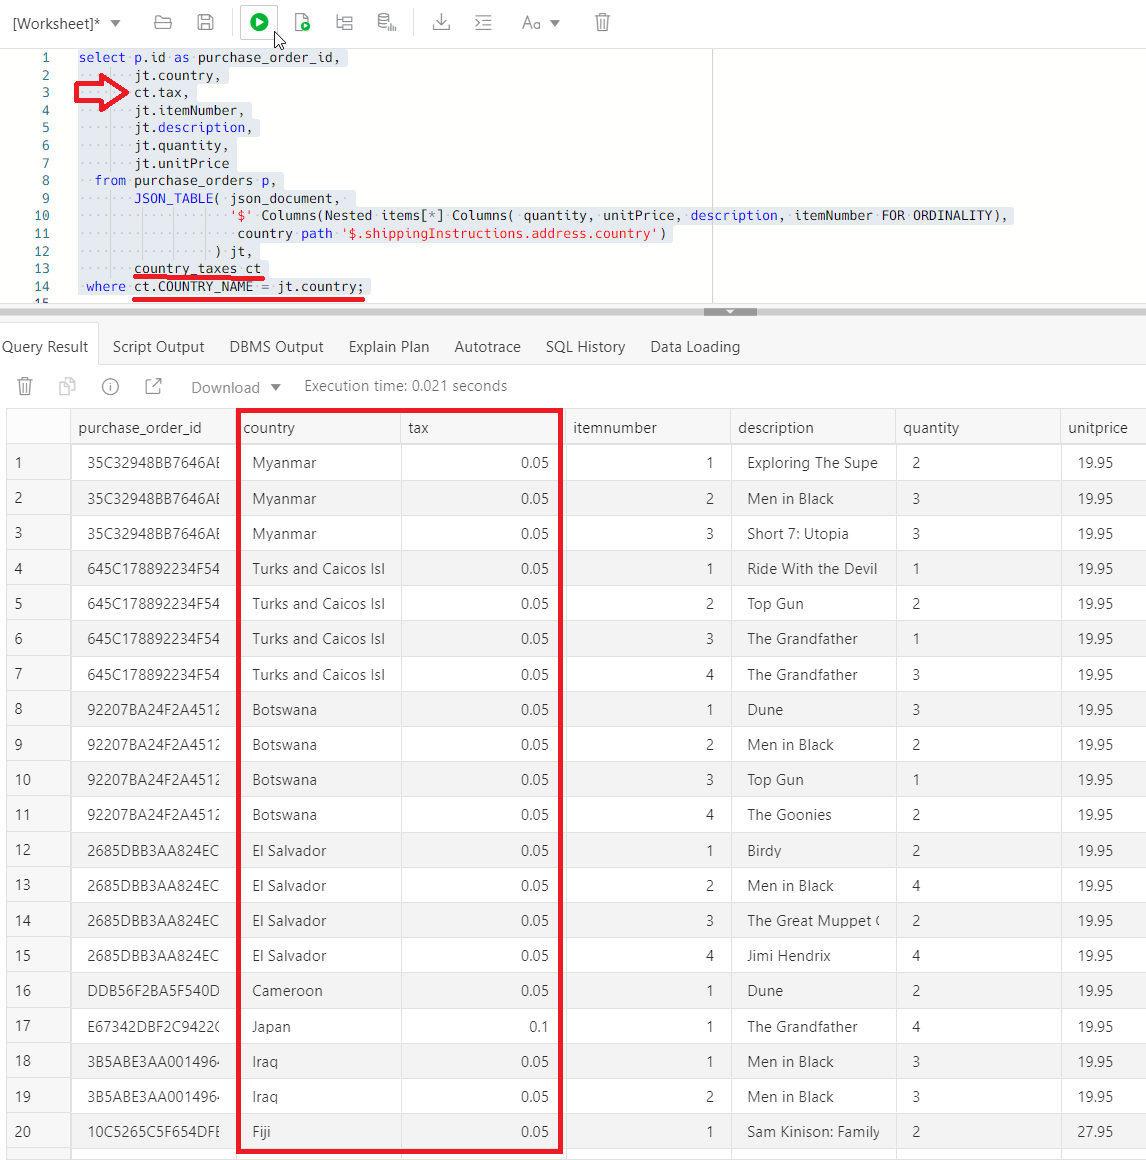 [Worksheet]*
Aa
1 select p.id as purchase_order_id,
2 jt.country,
3 ct.tax,
4 jt.itemNumber,
5 jt.description,
6 jt.quantity,
7 jt.unitPrice
8 from purchase_orders p,
9 JSON_TABLE( json_document,
10 '$' Columns(Nested items[*] Columns( quantity, unitPrice, description, itemNumber FOR ORDINALITY),
11 country path '$.shippingInstructions.address.country')
12 ) jt,
13 country_taxes ct
14 where ct.COUNTRY_NAME = jt.country;
15
Query Result Script Output DBMS Output Explain Plan Autotrace SQL History Data Loading
Download Execution time: 0.021 seconds
purchase_order_id country tax itemnumber description quantity unitprice
1 35C32948BB7646AE Myanmar 0.05 1 Exploring The Supe 2 19.95
2 35C32948BB7646AE Myanmar 0.05 2 Men in Black 3 19.95
3 35C32948BB7646AE Myanmar 0.05 3 Short 7: Utopia 3 19.95
4 645C178892234F54 Turks and Caicos Isl 0.05 1 Ride With the Devil 1 19.95
5 645C178892234F54 Turks and Caicos Isl 0.05 2 Top Gun 2 19.95
6 645C178892234F54 Turks and Caicos Isl 0.05 3 The Grandfather 1 19.95
7 645C178892234F54 Turks and Caicos Isl 0.05 4 The Grandfather 3 19.95
8 92207BA24F2A4512 Botswana 0.05 1 Dune 3 19.95
9 92207BA24F2A4512 Botswana 0.05 2 Men in Black 2 19.95
10 92207BA24F2A4512 Botswana 0.05 3 Top Gun 1 19.95
11 92207BA24F2A4512 Botswana 0.05 4 The Goonies 2 19.95
12 2685DBB3AA824EC El Salvador 0.05 1 Birdy 2 19.95
13 2685DBB3AA824EC El Salvador 0.05 2 Men in Black 4 19.95
14 2685DBB3AA824EC El Salvador 0.05 3 The Great Muppet C 2 19.95
15 2685DBB3AA824EC El Salvador 0.05 4 Jimi Hendrix 4 19.95
16 DDB56F2BA5F540D Cameroon 0.05 1 Dune 2 19.95
17 E67342DBF2C9422C Japan 0.1 1 The Grandfather 4 19.95
18 3B5ABE3AA0014964 Iraq 0.05 1 Men in Black 3 19.95
19 3B5ABE3AA0014964 Iraq 0.05 2 Men in Black 3 19.95
20 10C5265C5F654DFE Fiji 0.05 1 Sam Kinison: Family 2 27.95